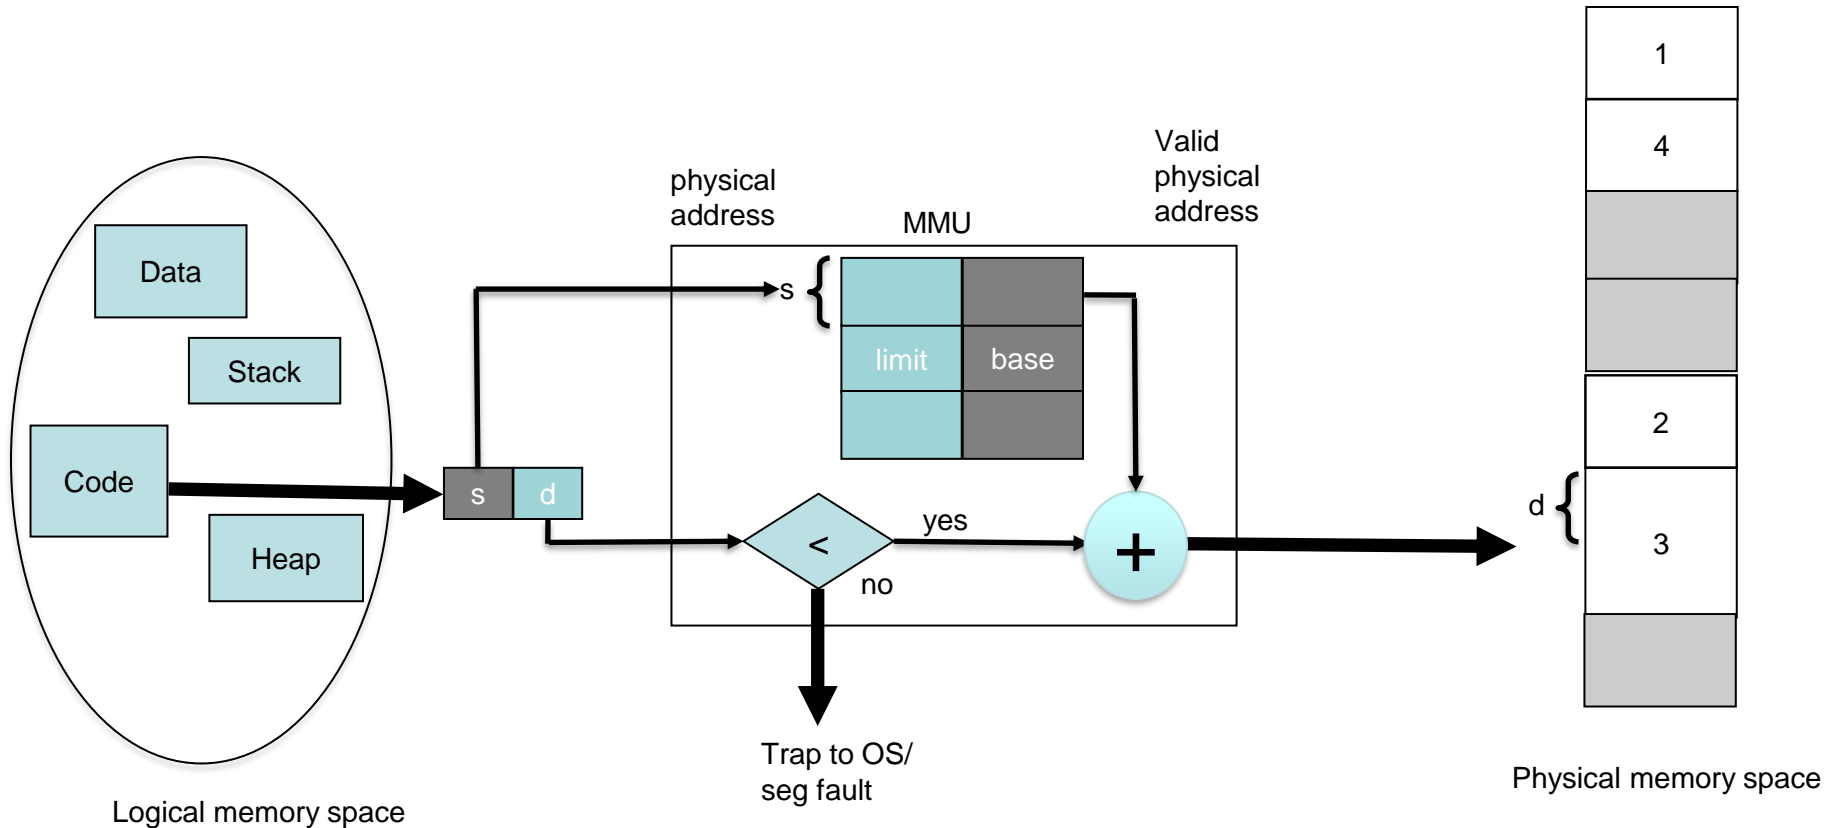 Data
Stack
Code
Heap
Logical memory space
s
d
physical
address
MMU
Valid
physical
address
s
limit
base
<
yes
no
+
Trap to OS/
seg fault
1
4
2
d
3
Physical memory space